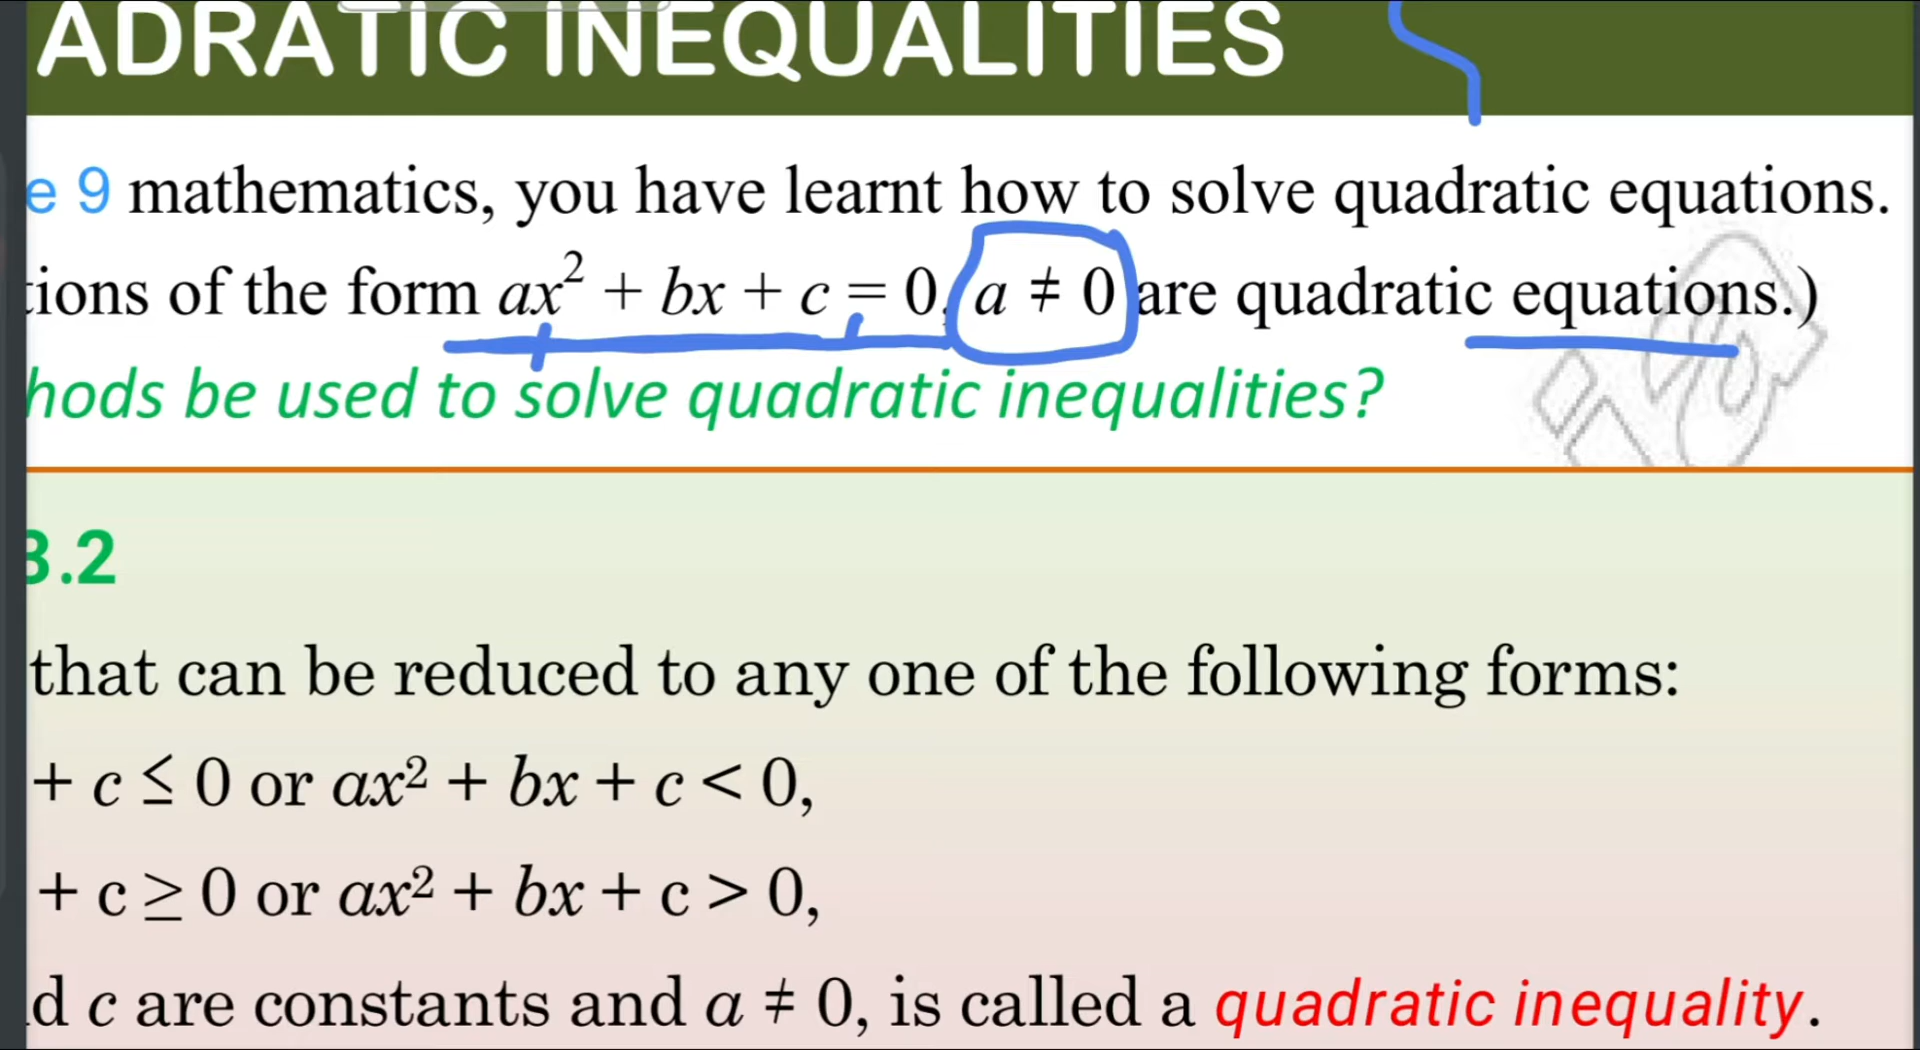 ADRATIC INEQUALITIES
e 9 mathematics, you have learnt how to solve quadratic equations.
tions of the form ax² + bx + c = 0, a ≠ 0 are quadratic equations.)
hods be used to solve quadratic inequalities?
3.2
that can be reduced to any one of the following forms:
+ c ≤ 0 or ax² + bx + c < 0,
+ c ≥ 0 or ax² + bx + c > 0,
d c are constants and a ≠ 0, is called a quadratic inequality.